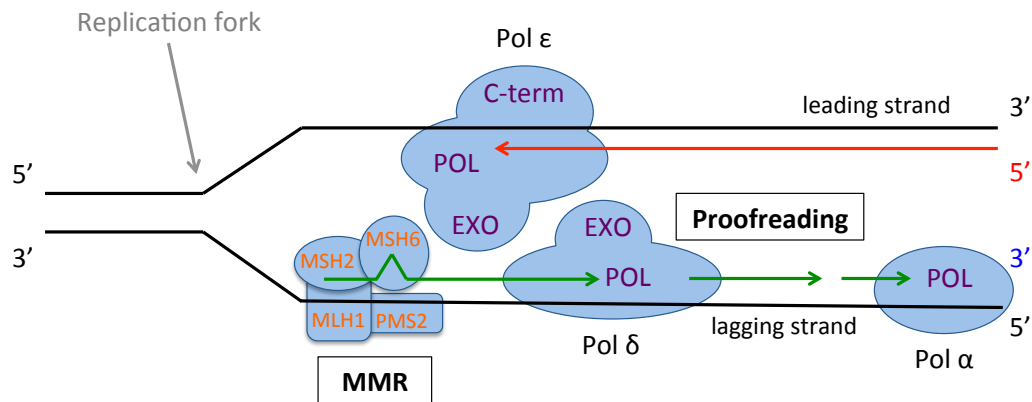 Replication fork
Pol ε
C-term
leading strand
3’
POL
5’
5’
EXO
EXO
Proofreading
3’
MSH6
MSH2
3’
POL
POL
MLH1
PMS2
lagging strand
5’
Pol δ
Pol α
MMR